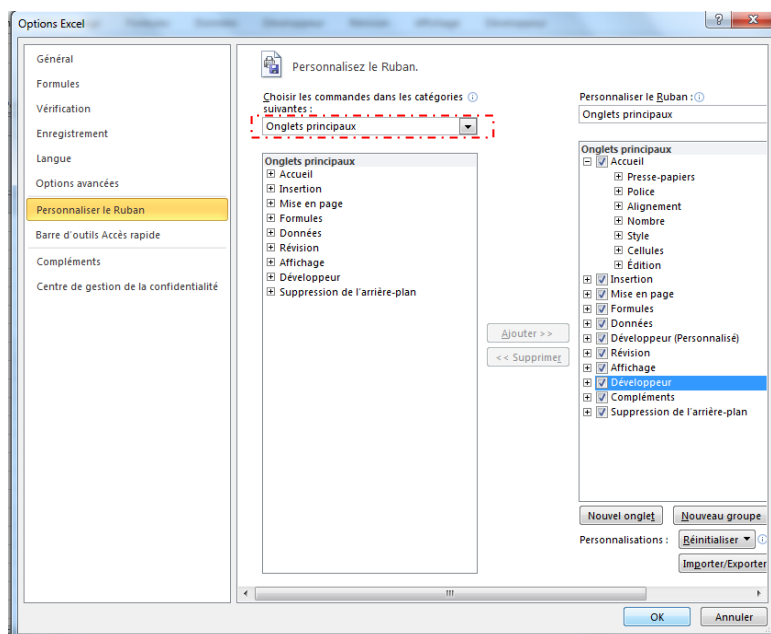 Options Excel
Général
Formules
Vérification
Enregistrement
Langue
Options avancées
Personnaliser le Ruban
Barre d'outils Accès rapide
Compléments
Centre de gestion de la confidentialité
Personnalisez le Ruban.
Choisir les commandes dans les catégories
suivantes :
Onglets principaux
Onglets principaux
Accueil
Insertion
Mise en page
Formules
Données
Révision
Affichage
Développeur
Suppression de l'arrière-plan
Ajouter >>
<< Supprimer
Personnaliser le Ruban :
Onglets principaux
Onglets principaux
Accueil
Presse-papiers
Police
Alignement
Nombre
Style
Cellules
Édition
Insertion
Mise en page
Formules
Données
Développeur (Personnalisé)
Révision
Affichage
Développeur
Compléments
Suppression de l'arrière-plan
Nouvel onglet Nouveau groupe
Personnalisations : Réinitialiser
Importer/Exporter
OK Annuler